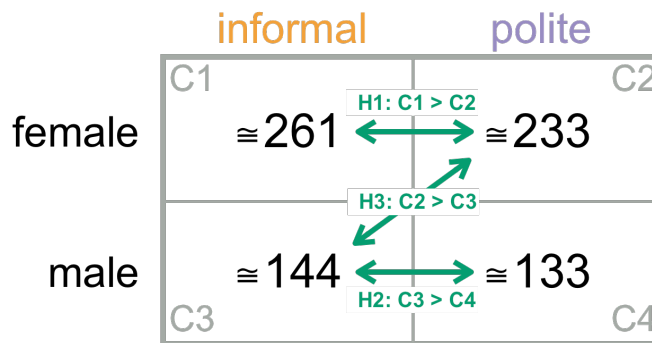 informal polite
C1 C2
H1: C1 > C2
female ≅261 ≅233
H3: C2 > C3
male ≅144 ≅133
H2: C3 > C4
C3 C4